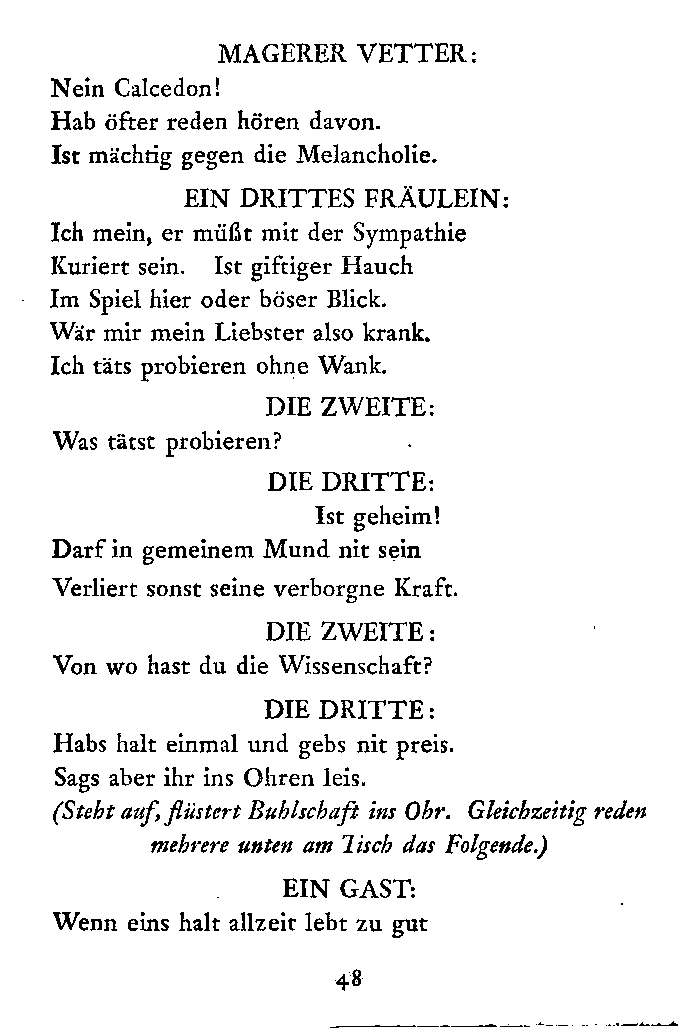 MAGERER VETTER:
Nein Calcedon!
Hab öfter reden hören davon.
Ist mächtig gegen die Melancholie.
EIN DRITTES FRÄULEIN:
Ich mein, er müßt mit der Sympathie
Kuriert sein. Ist giftiger Hauch
Im Spiel hier oder böser Blick.
Wär mir mein Liebster also krank.
Ich täts probieren ohne Wank.
DIE ZWEITE:
Was tätst probieren?
DIE DRITTE:
Ist geheim!
Darf in gemeinem Mund nit sein
Verliert sonst seine verborgne Kraft.
DIE ZWEITE:
Von wo hast du die Wissenschaft?
DIE DRITTE:
Habs halt einmal und gebs nit preis.
Sags aber ihr ins Ohren leis.
(Steht auf, flüstert Buhlschaft ins Ohr. Gleichzeitig reden
mehrere unten am Tisch das Folgende.)
EIN GAST:
Wenn eins halt allzeit lebt zu gut
48